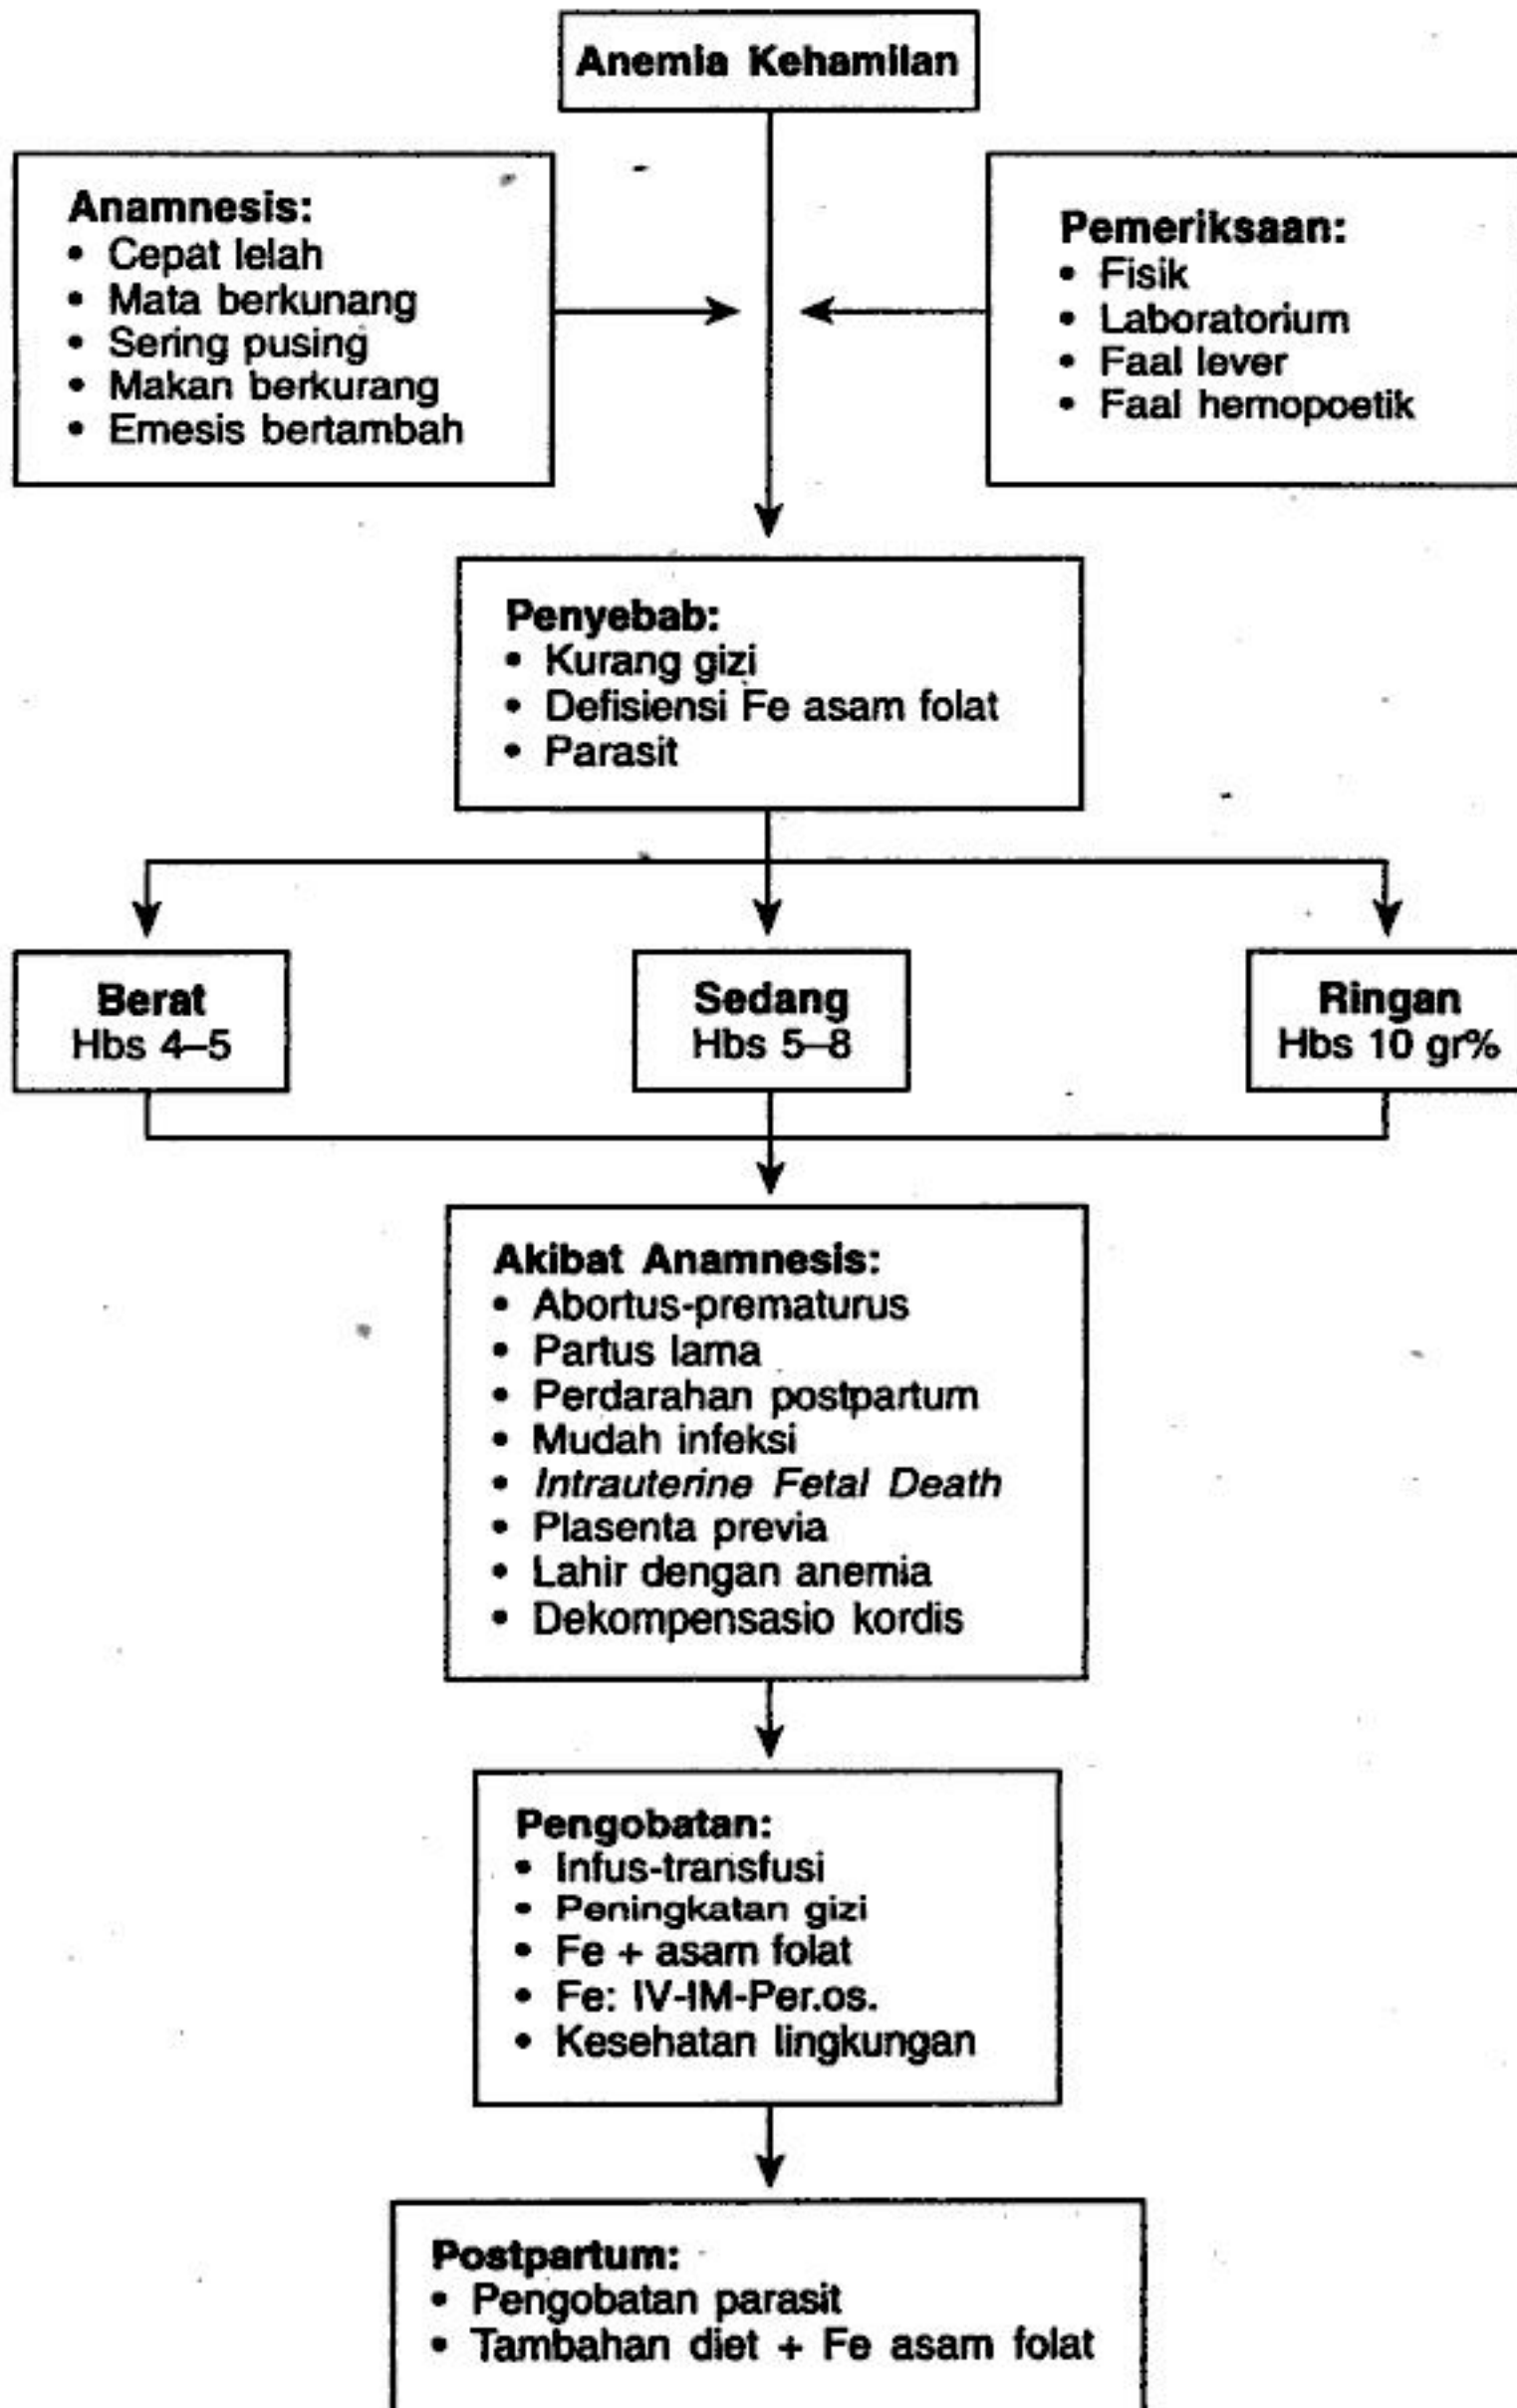 Anemia Kehamilan
Anamnesis:
• Cepat lelah
• Mata berkunang
• Sering pusing
• Makan berkurang
• Emesis bertambah
Pemeriksaan:
• Fisik
• Laboratorium
• Faal lever
• Faal hemopoetik
Penyebab:
• Kurang gizi
• Defisiensi Fe asam folat
• Parasit
Berat
Hbs 4–5
Sedang
Hbs 5–8
Ringan
Hbs 10 gr%
Akibat Anamnesis:
• Abortus-prematurus
• Partus lama
• Perdarahan postpartum
• Mudah infeksi
• Intrauterine Fetal Death
• Plasenta previa
• Lahir dengan anemia
• Dekompensasio kordis
Pengobatan:
• Infus-transfusi
• Peningkatan gizi
• Fe + asam folat
• Fe: IV-IM-Per.os.
• Kesehatan lingkungan
Postpartum:
• Pengobatan parasit
• Tambahan diet + Fe asam folat